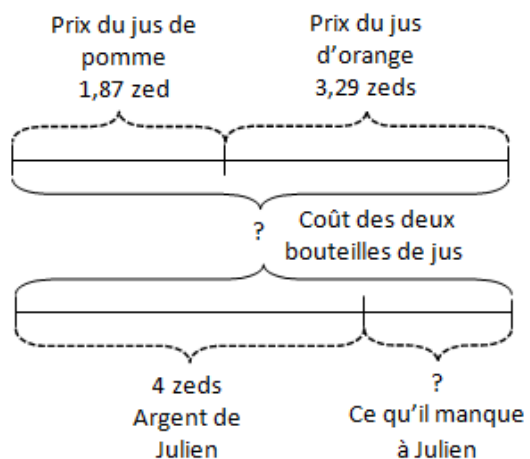 Prix du jus de
pomme
1,87 zed
Prix du jus
d’orange
3,29 zeds
? Coût des deux
bouteilles de jus
4 zeds
Argent de
Julien
?
Ce qu’il manque
à Julien